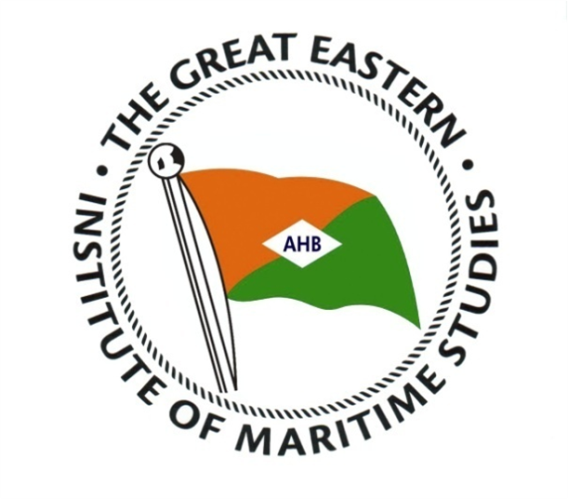 • THE GREAT EASTERN •
INSTITUTE OF MARITIME STUDIES
AHB